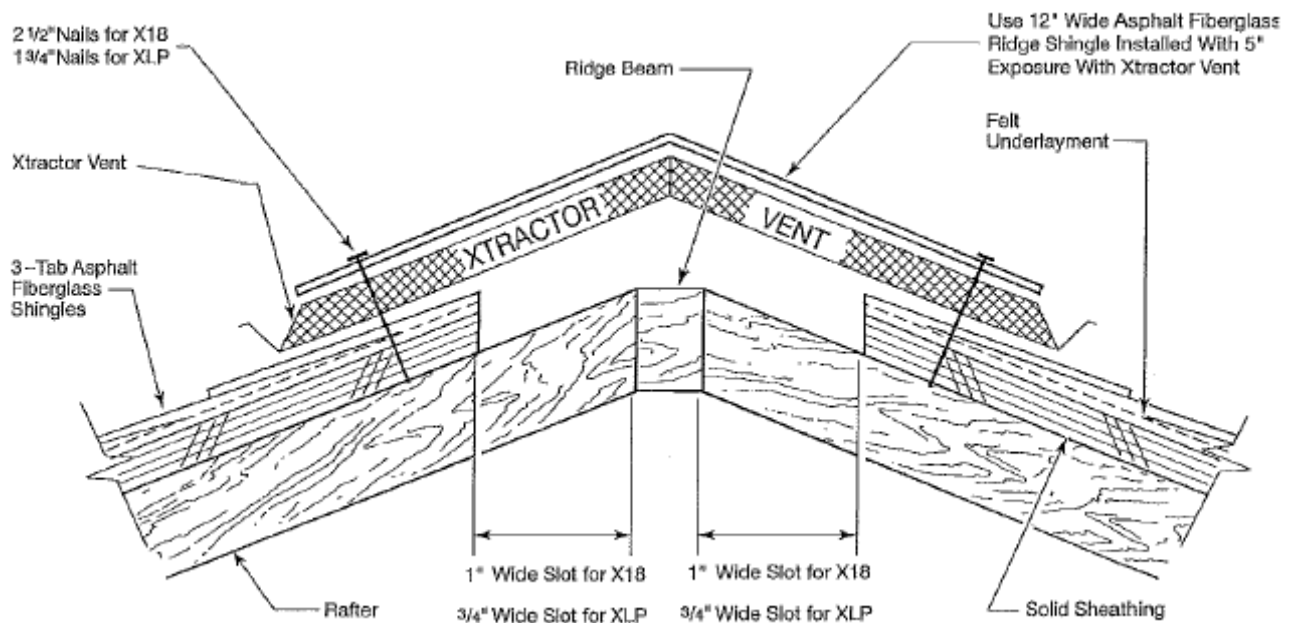 2 1/2" Nails for X18
1 3/4" Nails for XLP
Use 12" Wide Asphalt Fiberglass
Ridge Shingle Installed With 5"
Exposure With Xtractor Vent
Ridge Beam
Felt
Underlayment
Xtractor Vent
XTRACTOR
VENT
3-Tab Asphalt
Fiberglass
Shingles
1" Wide Slot for X18
1" Wide Slot for X18
3/4" Wide Slot for XLP
3/4" Wide Slot for XLP
Rafter
Solid Sheathing